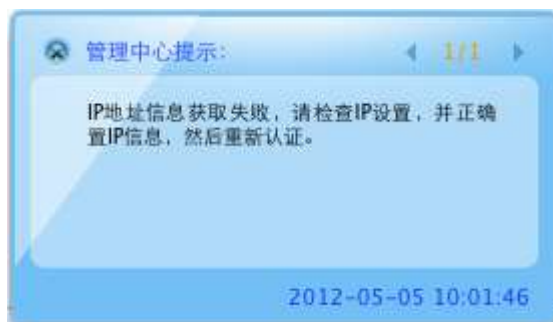 管理中心提示:
1/1
IP地址信息获取失败，请检查IP设置，并正确
置IP信息，然后重新认证。
2012-05-05 10:01:46